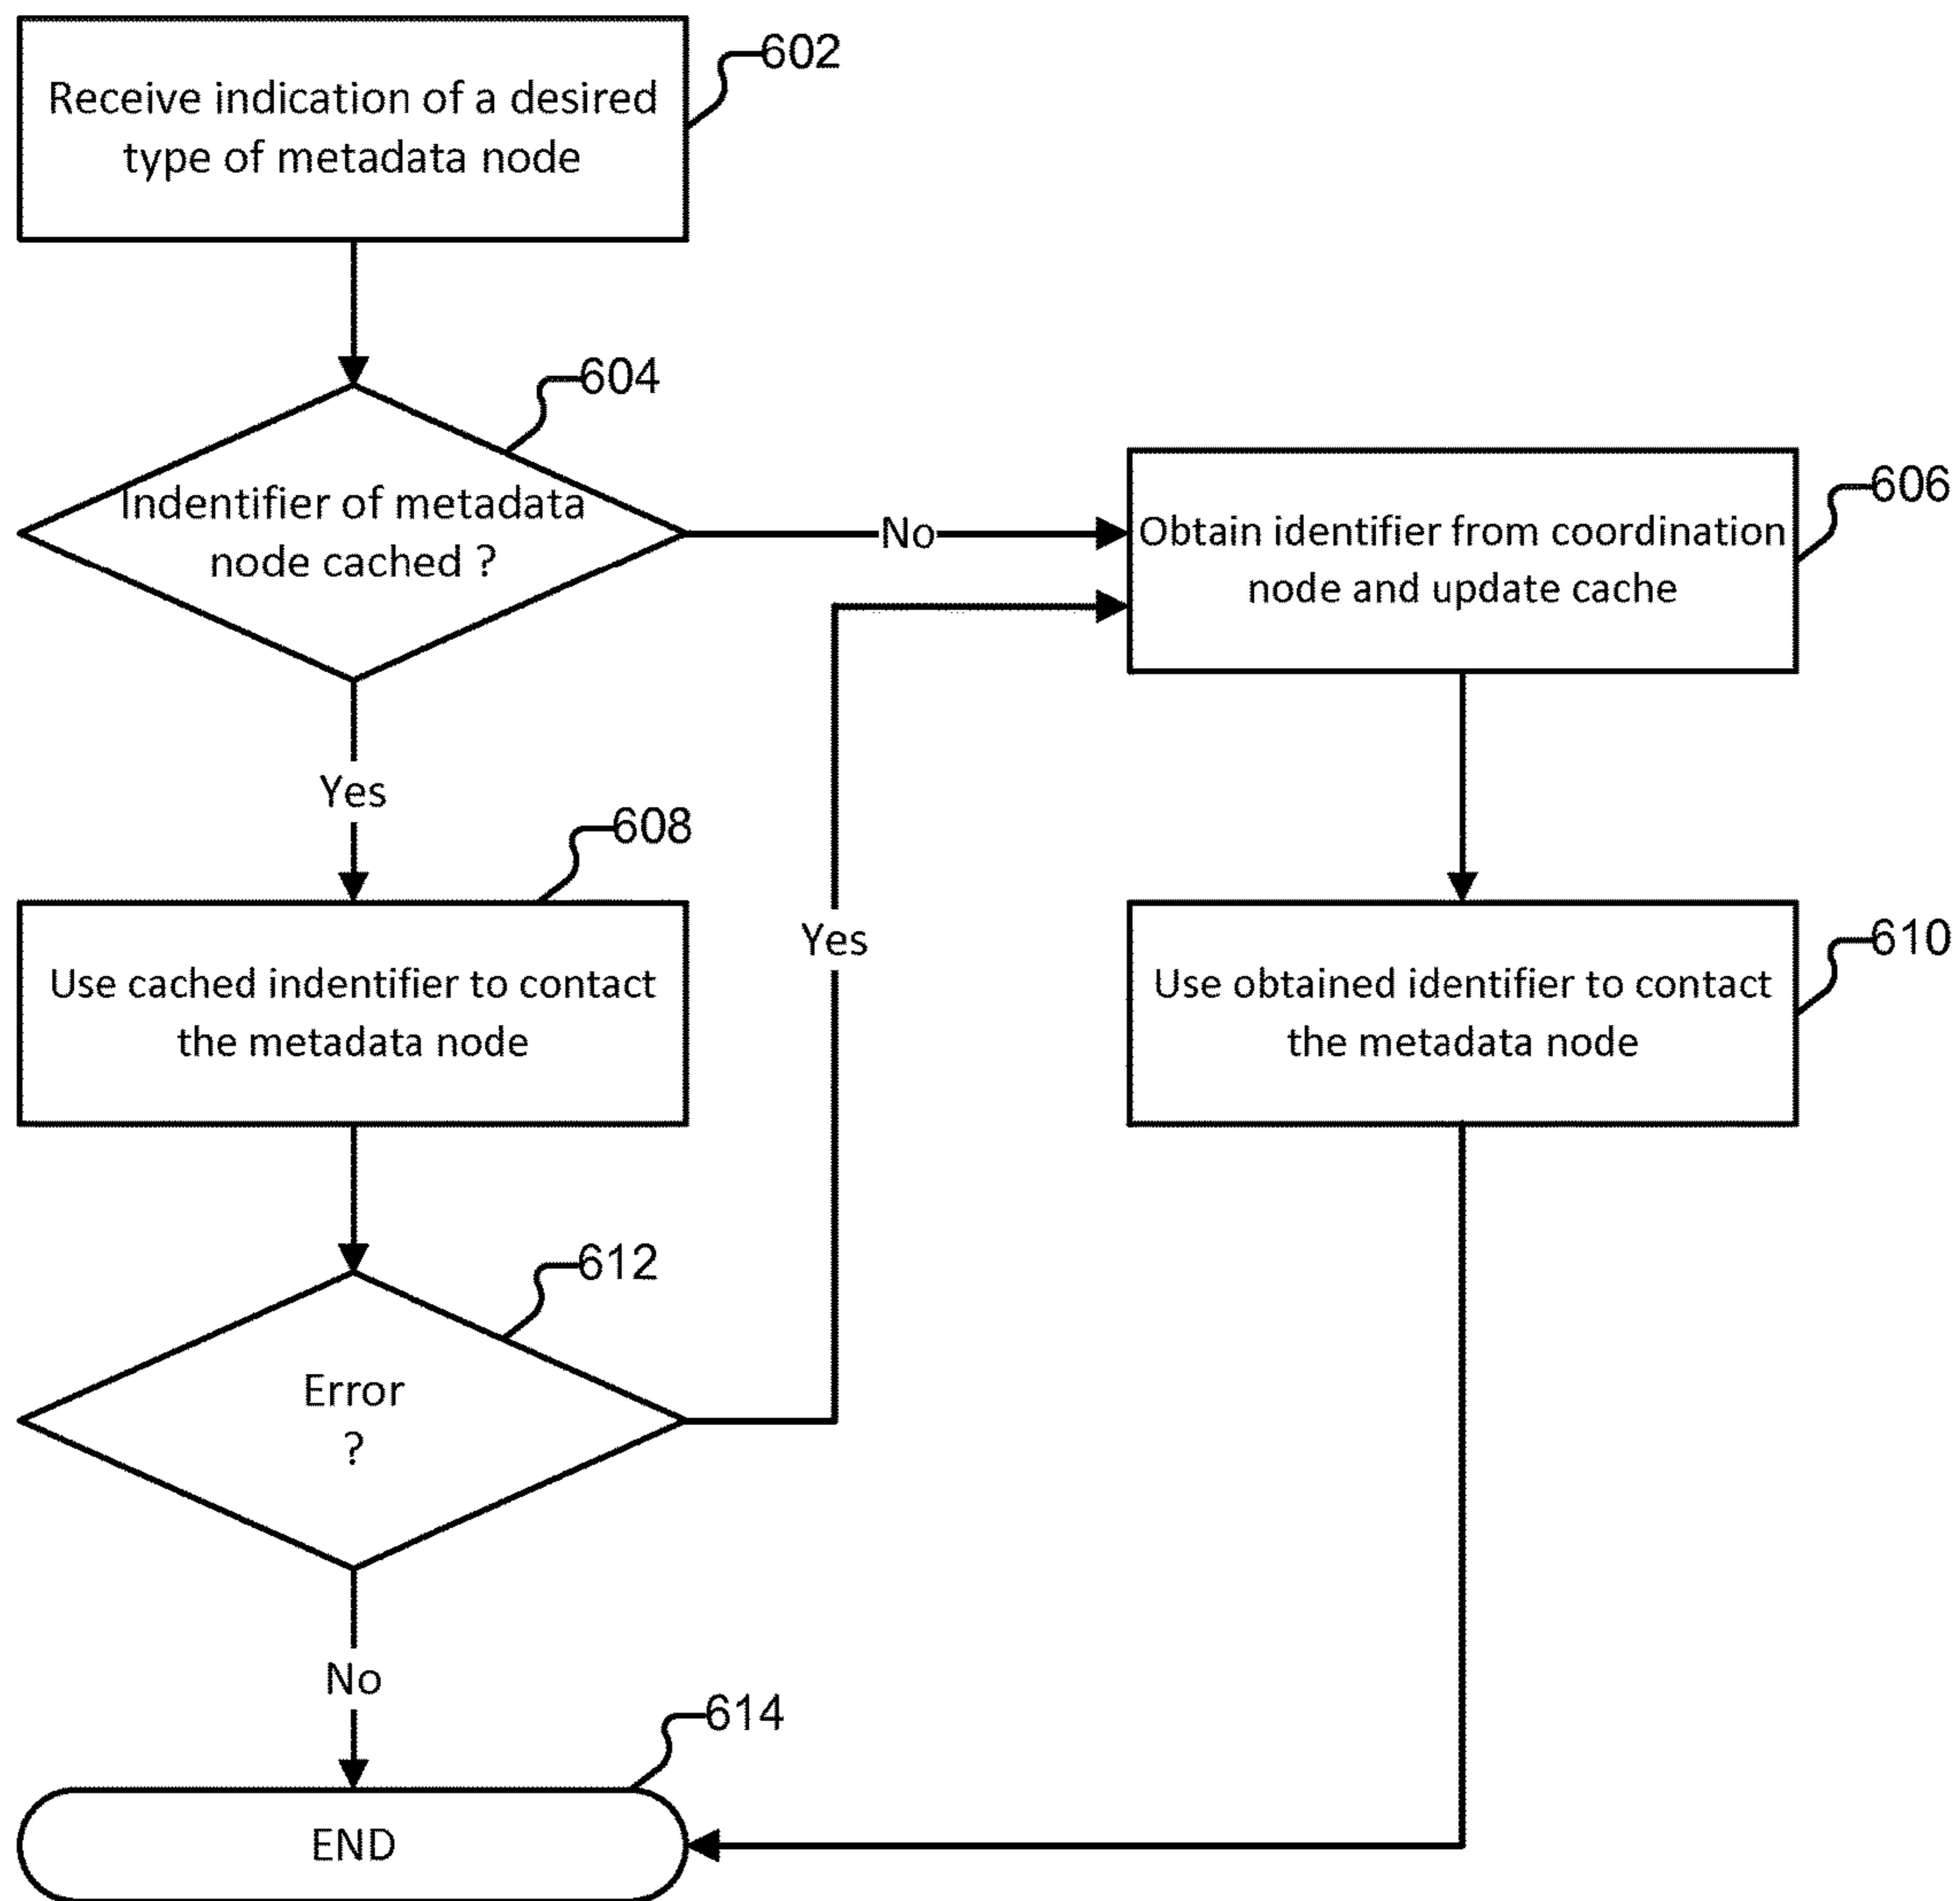 Receive indication of a desired
type of metadata node
602
604
Indentifier of metadata
node cached ?
No
606
Obtain identifier from coordination
node and update cache
Yes
608
Use cached indentifier to contact
the metadata node
Yes
610
Use obtained identifier to contact
the metadata node
612
Error
?
No
614
END